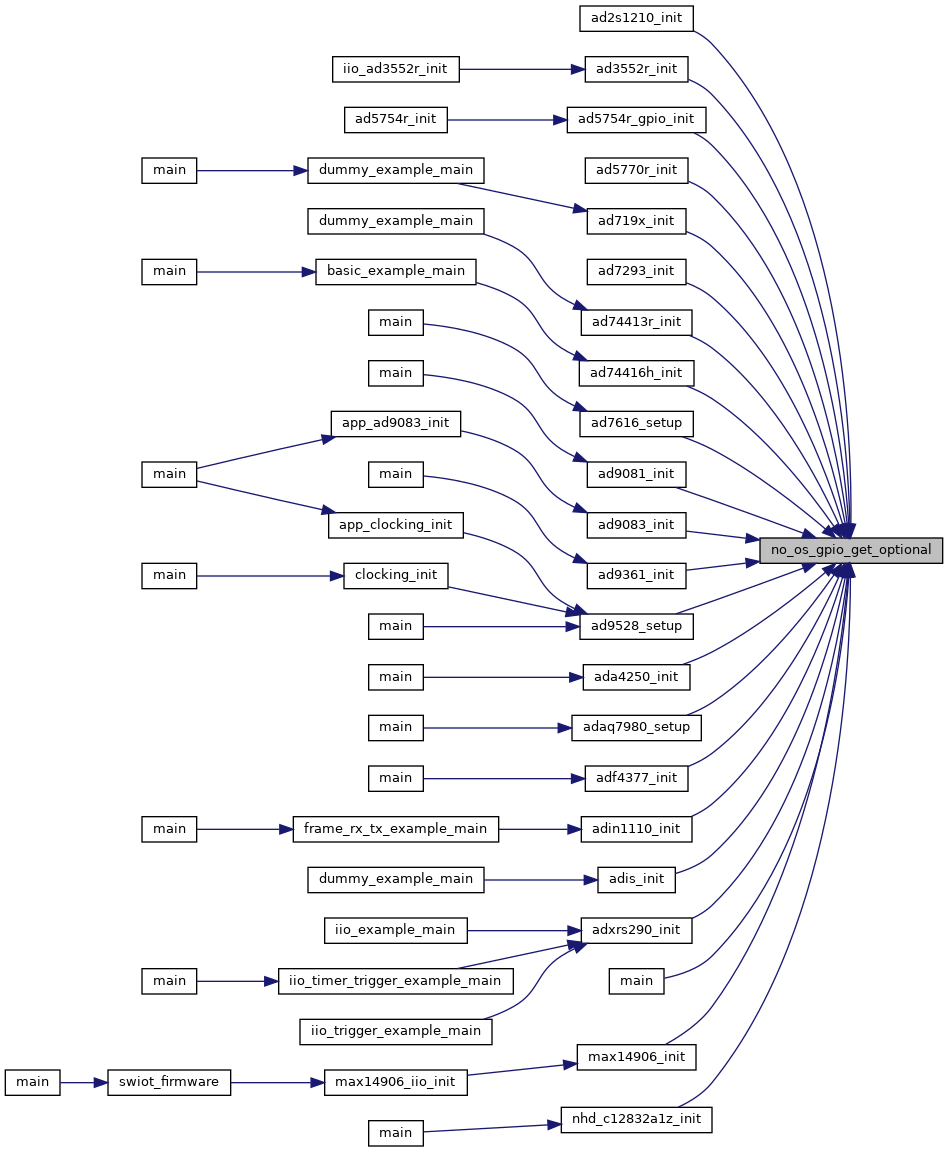 ad2s1210_init
iio_ad3552r_init
ad3552r_init
ad5754r_init
ad5754r_gpio_init
main
dummy_example_main
ad5770r_init
dummy_example_main
ad719x_init
main
basic_example_main
ad7293_init
main
ad74413r_init
main
ad74416h_init
app_ad9083_init
ad7616_setup
main
main
ad9081_init
app_clocking_init
ad9083_init
no_os_gpio_get_optional
main
clocking_init
ad9361_init
main
ad9528_setup
main
ada4250_init
main
adaq7980_setup
main
adf4377_init
main
frame_rx_tx_example_main
adin1110_init
dummy_example_main
adis_init
iio_example_main
adxrs290_init
main
iio_timer_trigger_example_main
main
iio_trigger_example_main
max14906_init
main
swiot_firmware
max14906_iio_init
nhd_c12832a1z_init
main